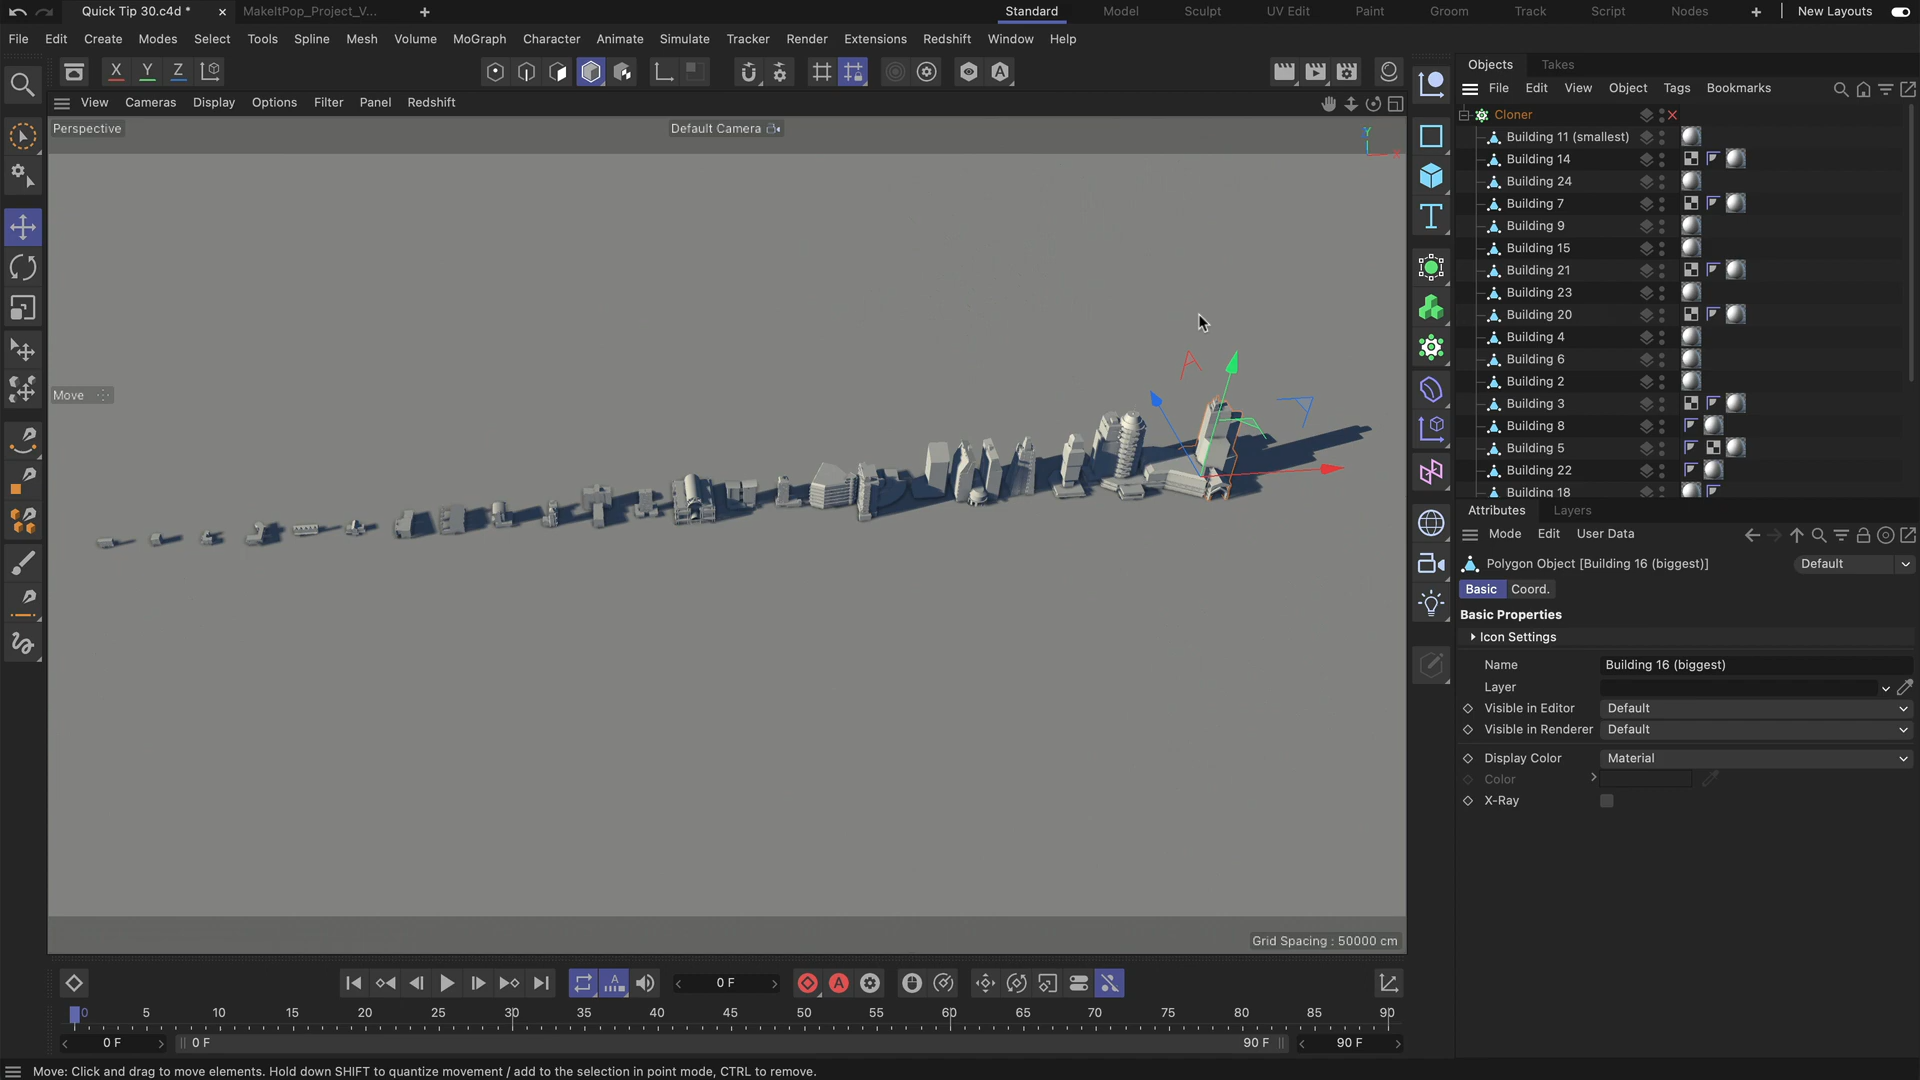 Quick Tip 30.c4d *
MakeItPop_Project_V...
Standard
Model
Sculpt
UV Edit
Paint
Groom
Track
Script
Nodes
New Layouts
File Edit Create Modes Select Tools Spline Mesh Volume MoGraph Character Animate Simulate Tracker Render Extensions Redshift Window Help
X Y Z
Objects Takes
View Cameras Display Options Filter Panel Redshift
File Edit View Object Tags Bookmarks
Perspective
Default Camera
Y
Cloner
Building 11 (smallest)
Building 14
Building 24
Building 7
Building 9
Building 15
Building 21
Building 23
Building 20
Building 4
Building 6
Building 2
Building 3
Building 8
Building 5
Building 22
Building 18
Move
Attributes Layers
Mode Edit User Data
Polygon Object [Building 16 (biggest)]
Default
Basic Coord.
Basic Properties
Icon Settings
Name Building 16 (biggest)
Layer
Visible in Editor Default
Visible in Renderer Default
Display Color Material
Color
X-Ray
Grid Spacing : 50000 cm
0 F
0 5 10 15 20 25 30 35 40 45 50 55 60 65 70 75 80 85 90
0 F 0 F 90 F 90 F
Move: Click and drag to move elements. Hold down SHIFT to quantize movement / add to the selection in point mode, CTRL to remove.